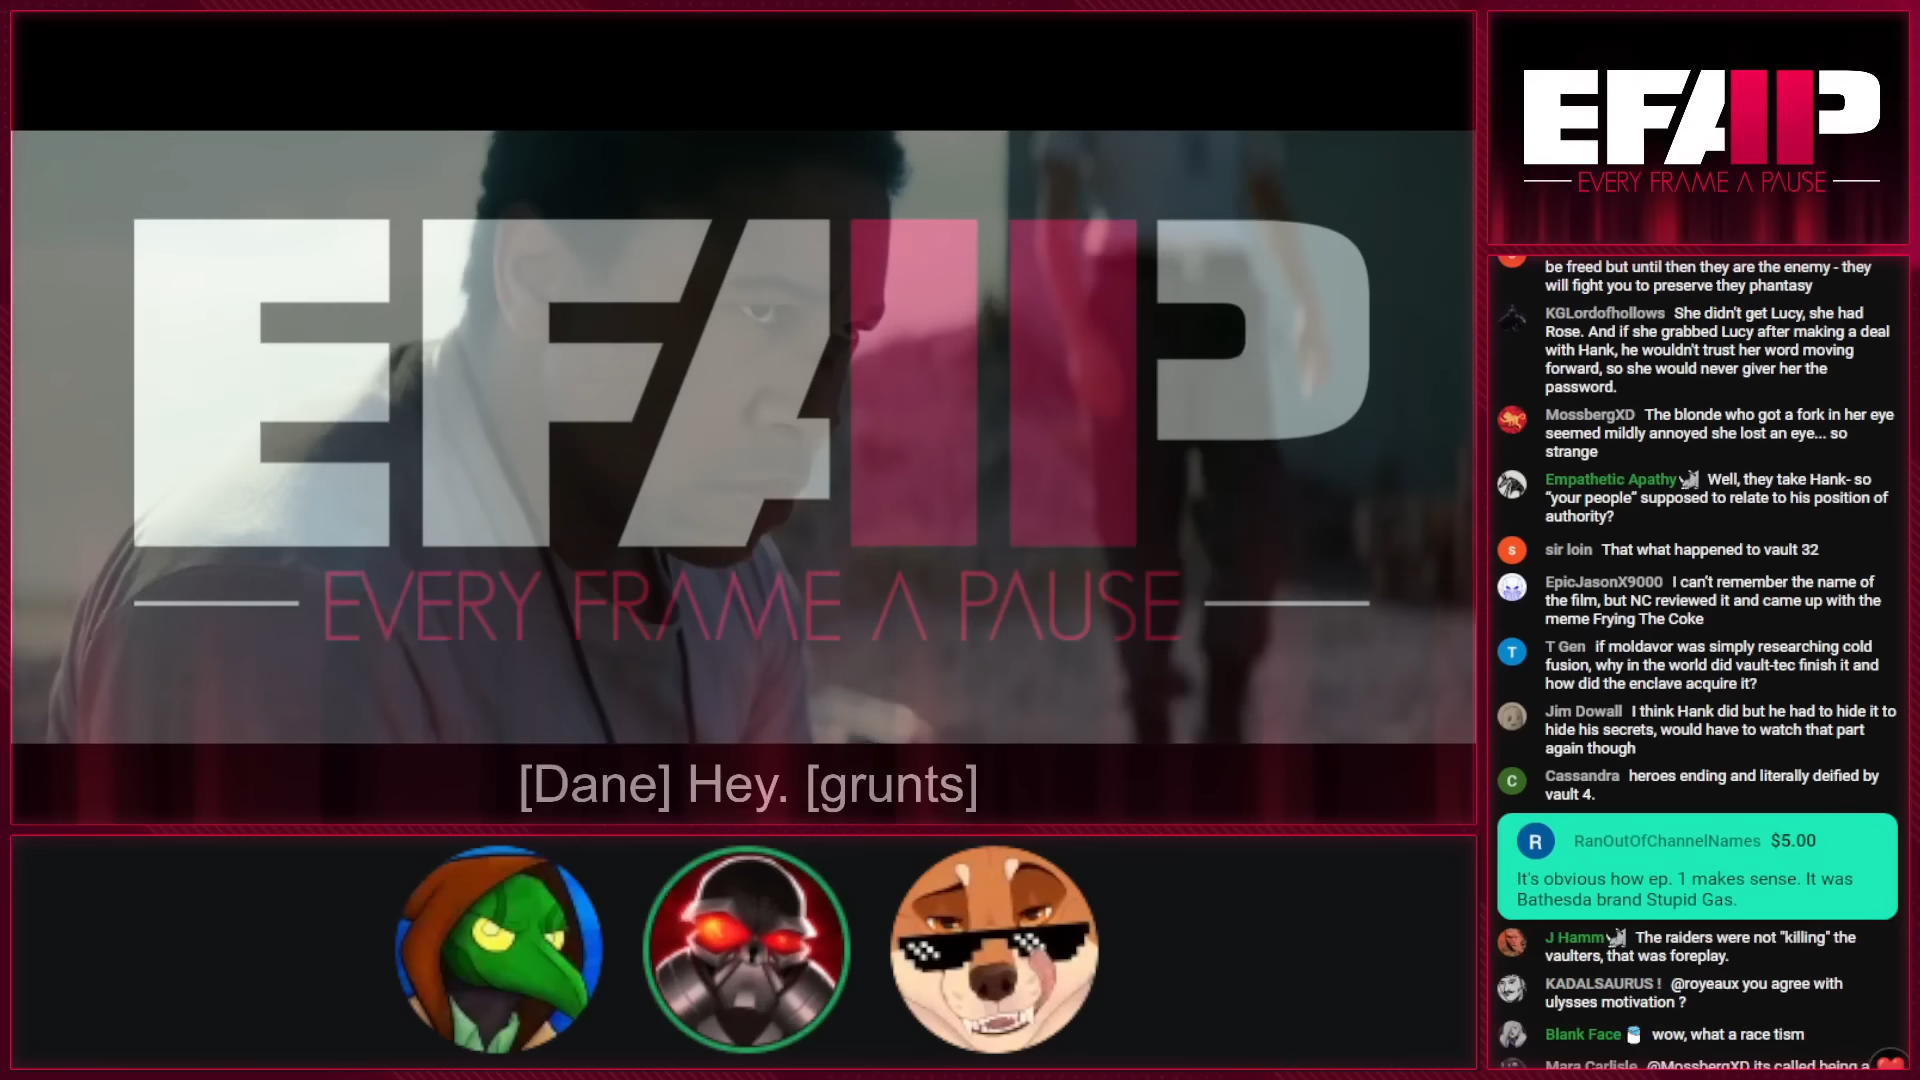 EFAP
EVERY FRAME A PAUSE
[Dane] Hey. [grunts]
EFAP
EVERY FRAME A PAUSE
be freed but until then they are the enemy - they
will fight you to preserve they phantasy
KGLordofhollows She didn't get Lucy, she had
Rose. And if she grabbed Lucy after making a deal
with Hank, he wouldn't trust her word moving
forward, so she would never giver her the
password.
MossbergXD The blonde who got a fork in her eye
seemed mildly annoyed she lost an eye... so
strange
Empathetic Apathy Well, they take Hank- so
“your people” supposed to relate to his position of
authority?
s
sir loin That what happened to vault 32
EpicJasonX9000 I can't remember the name of
the film, but NC reviewed it and came up with the
meme Frying The Coke
T
T Gen if moldavor was simply researching cold
fusion, why in the world did vault-tec finish it and
how did the enclave acquire it?
Jim Dowall I think Hank did but he had to hide it to
hide his secrets, would have to watch that part
again though
C
Cassandra heroes ending and literally deified by
vault 4.
R
RanOutOfChannelNames $5.00
It's obvious how ep. 1 makes sense. It was
Bathesda brand Stupid Gas.
J Hamm The raiders were not "killing" the
vaulters, that was foreplay.
KADALSAURUS ! @royeaux you agree with
ulysses motivation ?
Blank Face wow, what a race tism
Mara Carlisle @MossbergXD its called being a